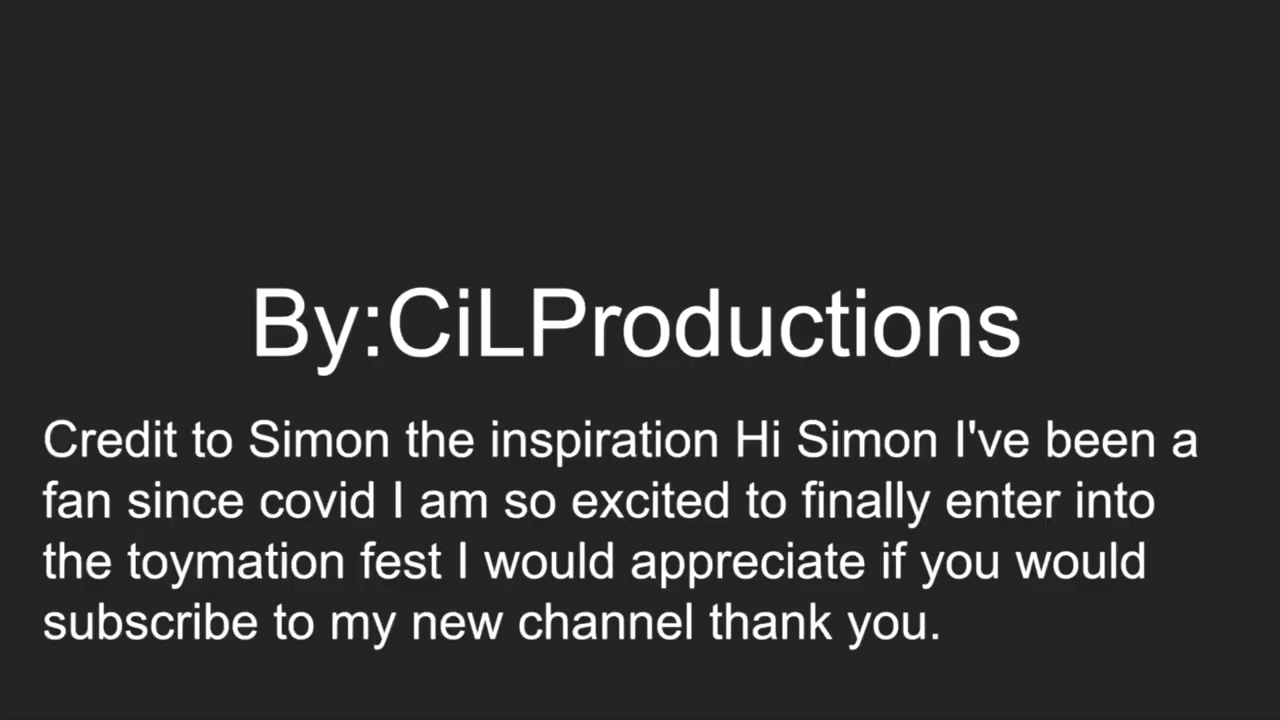 By:CiLProductions
Credit to Simon the inspiration Hi Simon I've been a
fan since covid I am so excited to finally enter into
the toymation fest I would appreciate if you would
subscribe to my new channel thank you.